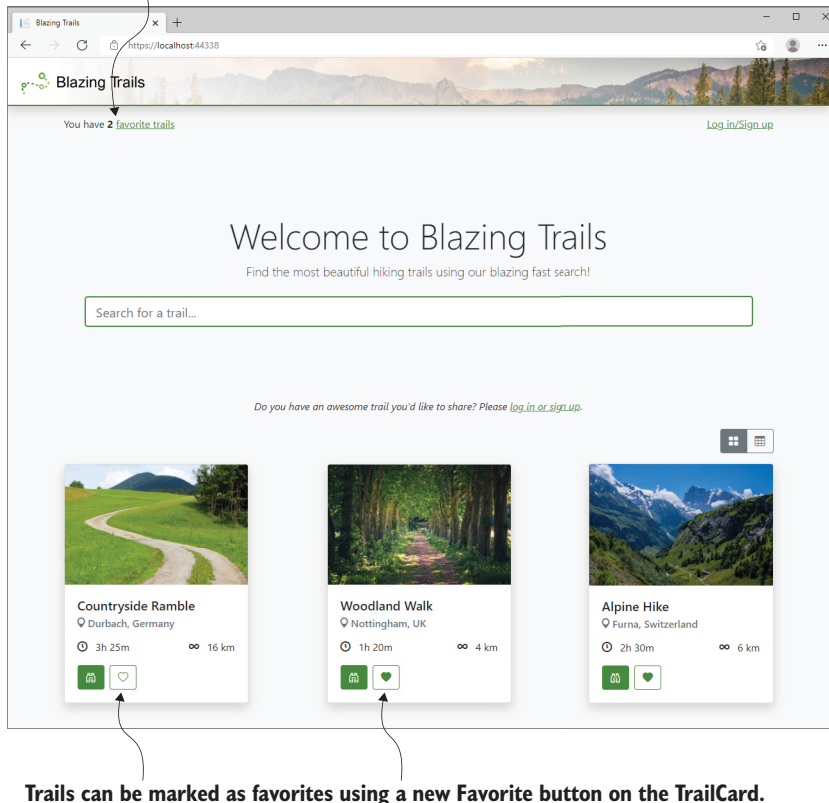 Blazing Trails
https://localhost:44338
Blazing Trails
You have 2 favorite trails
Log in/Sign up
Welcome to Blazing Trails
Find the most beautiful hiking trails using our blazing fast search!
Search for a trail...
Do you have an awesome trail you'd like to share? Please log in or sign up.
Countryside Ramble
Durbach, Germany
3h 25m
16 km
Woodland Walk
Nottingham, UK
1h 20m
4 km
Alpine Hike
Furna, Switzerland
2h 30m
6 km
Trails can be marked as favorites using a new Favorite button on the TrailCard.